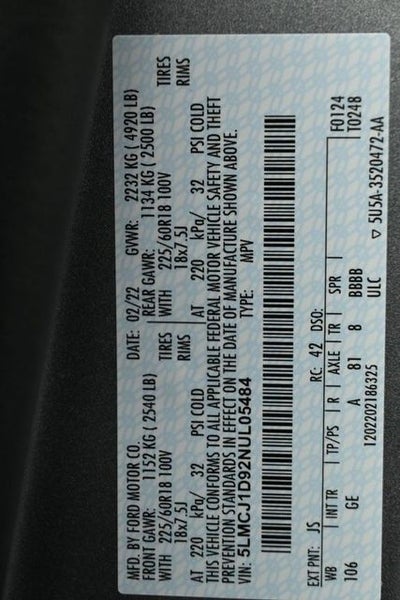 MFD. BY FORD MOTOR CO.
DATE: 02/22 GVWR: 2232 KG (4920 LB)
FRONT GAWR: 1152 KG (2540 LB) REAR GAWR: 1134 KG (2500 LB)
WITH 225/60R18 100V TIRES WITH 225/60R18 100V TIRES
18x7.5J RIMS 18x7.5J RIMS
AT 220 kPa/ 32 PSI COLD AT 220 kPa/ 32 PSI COLD
THIS VEHICLE CONFORMS TO ALL APPLICABLE FEDERAL MOTOR VEHICLE SAFETY AND THEFT
PREVENTION STANDARDS IN EFFECT ON THE DATE OF MANUFACTURE SHOWN ABOVE.
VIN: 5LMCJ1D92NUL05484 TYPE: MPV
F0124
T0248
EXT PNT: JS RC: 42 DSO:
WB INT TR TP/PS R AXLE TR SPR
106 GE A 81 8 BBBB
1202202186325 ULC
▽ 5U5A-3520472-AA